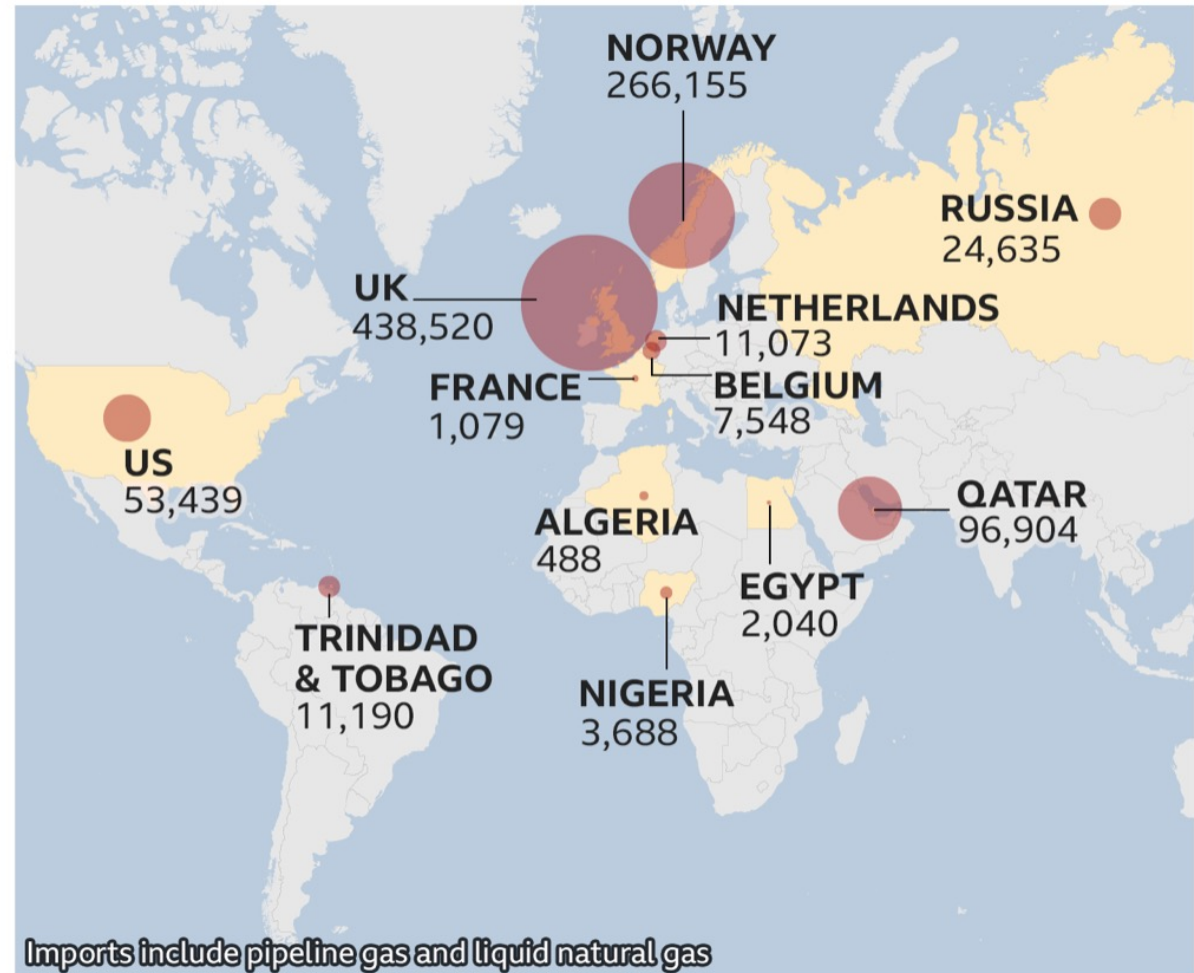 NORWAY
266,155
RUSSIA
24,635
UK
438,520
NETHERLANDS
11,073
FRANCE
1,079
BELGIUM
7,548
US
53,439
ALGERIA
488
QATAR
96,904
EGYPT
2,040
TRINIDAD
& TOBAGO
11,190
NIGERIA
3,688
Imports include pipeline gas and liquid natural gas